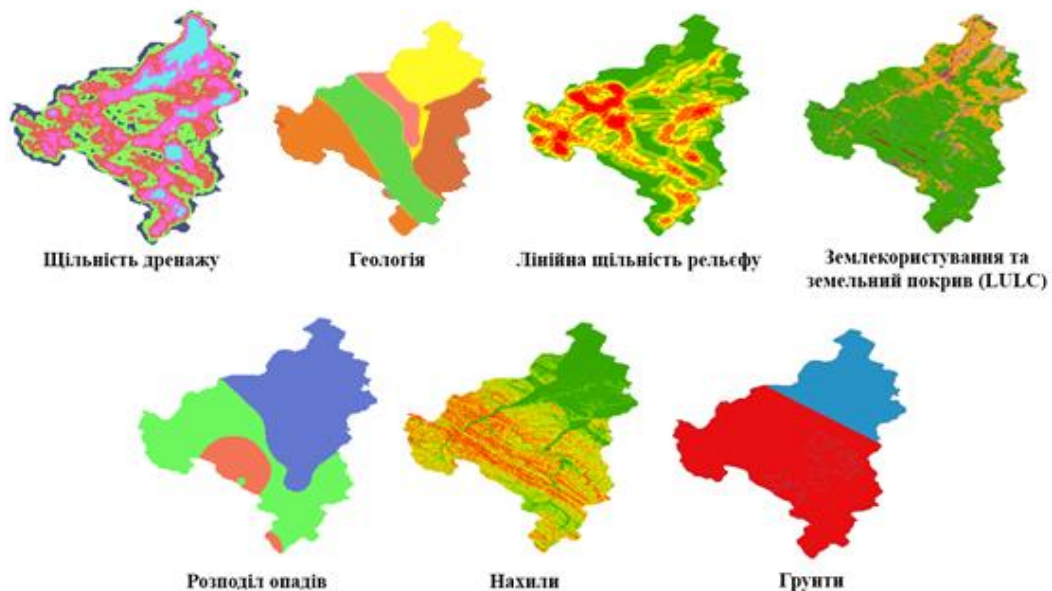 Щільність дренажу
Геологія
Лінійна щільність рельєфу
Землекористування та
земельний покрив (LULC)
Розподіл опадів
Нахили
Грунти